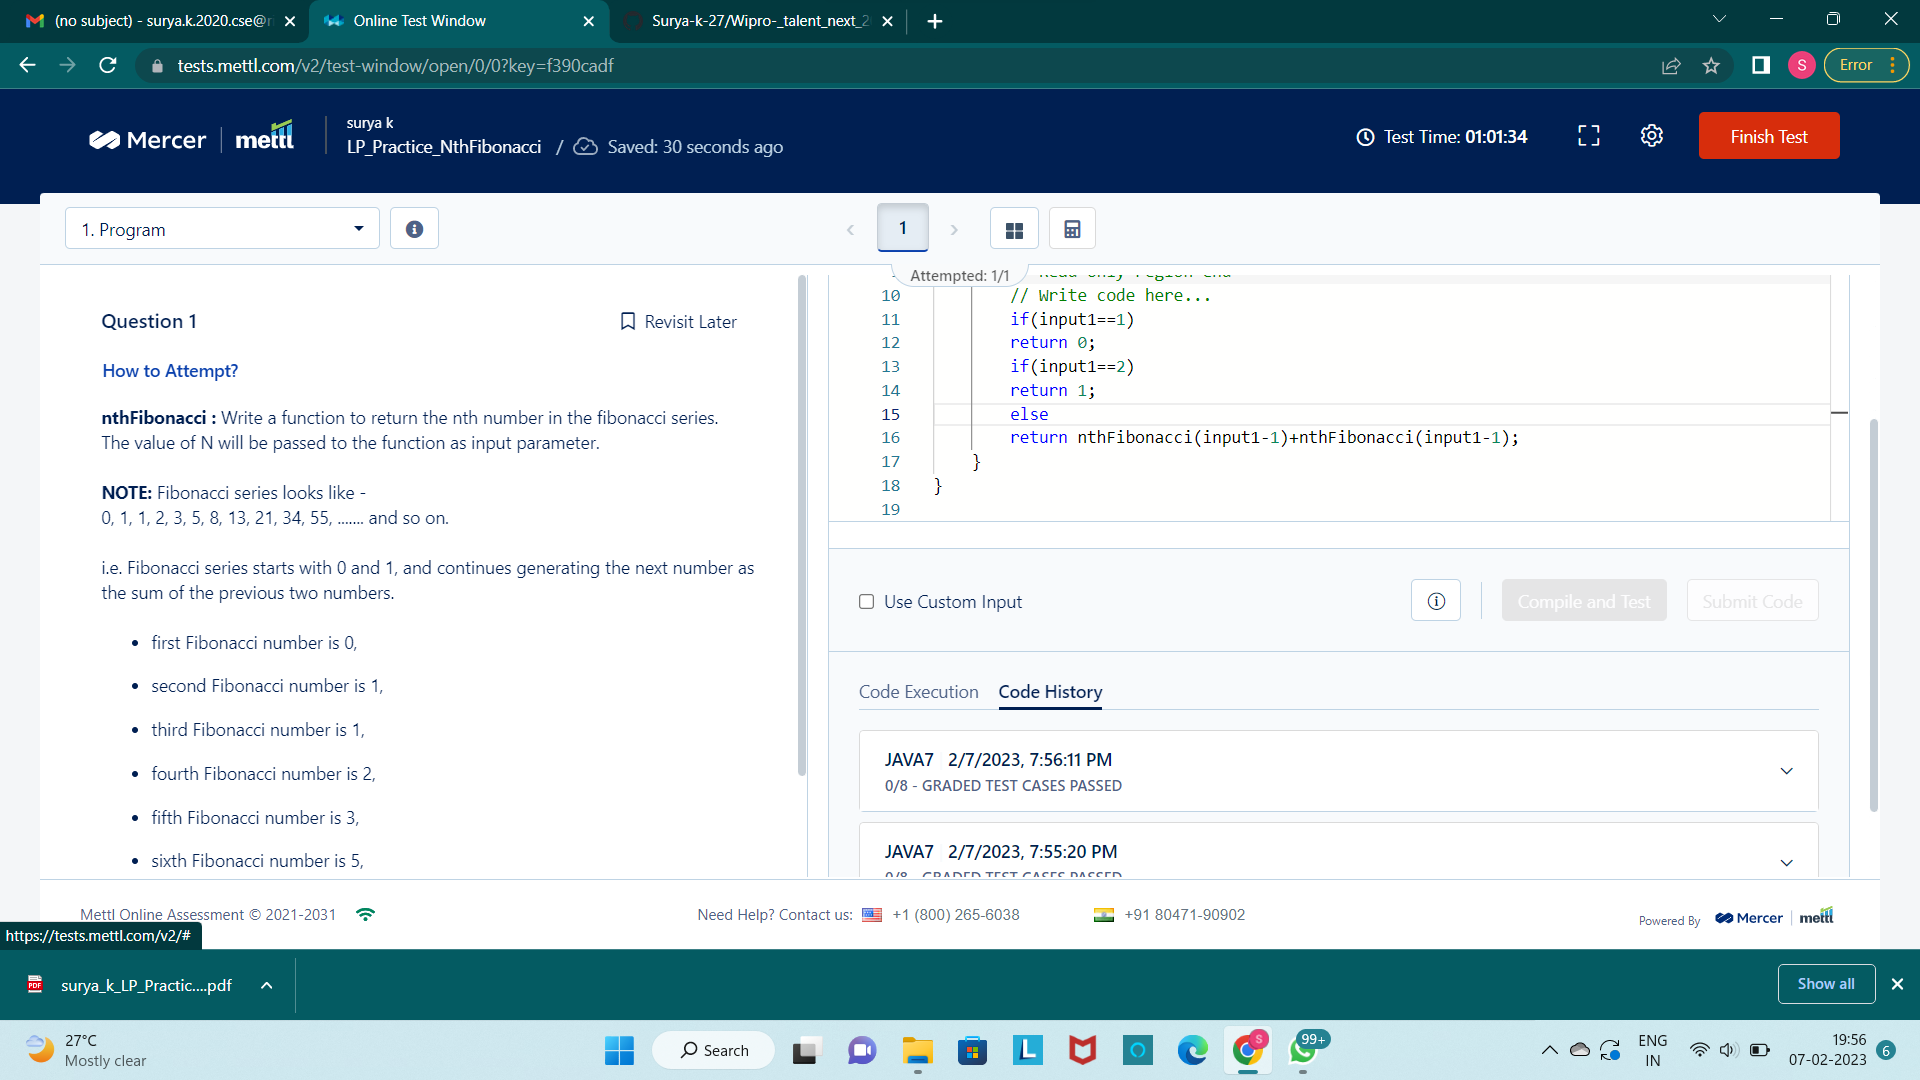 (no subject) - surya.k.2020.cse@r
Online Test Window
Surya-k-27/Wipro-_talent_next_2
tests.mettl.com/v2/test-window/open/0/0?key=f390cadf
S
Error
Mercer
mettl
surya k
LP_Practice_NthFibonacci / Saved: 30 seconds ago
Test Time: 01:01:34
Finish Test
1. Program
1
Attempted: 1/1
Question 1
Revisit Later
How to Attempt?
nthFibonacci : Write a function to return the nth number in the fibonacci series.
The value of N will be passed to the function as input parameter.
NOTE: Fibonacci series looks like -
0, 1, 1, 2, 3, 5, 8, 13, 21, 34, 55, ....... and so on.
i.e. Fibonacci series starts with 0 and 1, and continues generating the next number as
the sum of the previous two numbers.
• first Fibonacci number is 0,
• second Fibonacci number is 1,
• third Fibonacci number is 1,
• fourth Fibonacci number is 2,
• fifth Fibonacci number is 3,
• sixth Fibonacci number is 5,
10 // Write code here...
11 if(input1==1)
12 return 0;
13 if(input1==2)
14 return 1;
15 else
16 return nthFibonacci(input1-1)+nthFibonacci(input1-1);
17 }
18 }
19
Use Custom Input
Compile and Test
Submit Code
Code Execution
Code History
JAVA7 2/7/2023, 7:56:11 PM
0/8 - GRADED TEST CASES PASSED
JAVA7 2/7/2023, 7:55:20 PM
0/8 - GRADED TEST CASES PASSED
Mettl Online Assessment © 2021-2031
Need Help? Contact us: +1 (800) 265-6038
+91 80471-90902
Powered By
Mercer
mettl
https://tests.mettl.com/v2/#
PDF
surya_k_LP_Practic....pdf
Show all
27°C
Mostly clear
Search
L
S
99+
ENG
IN
19:56
07-02-2023
6